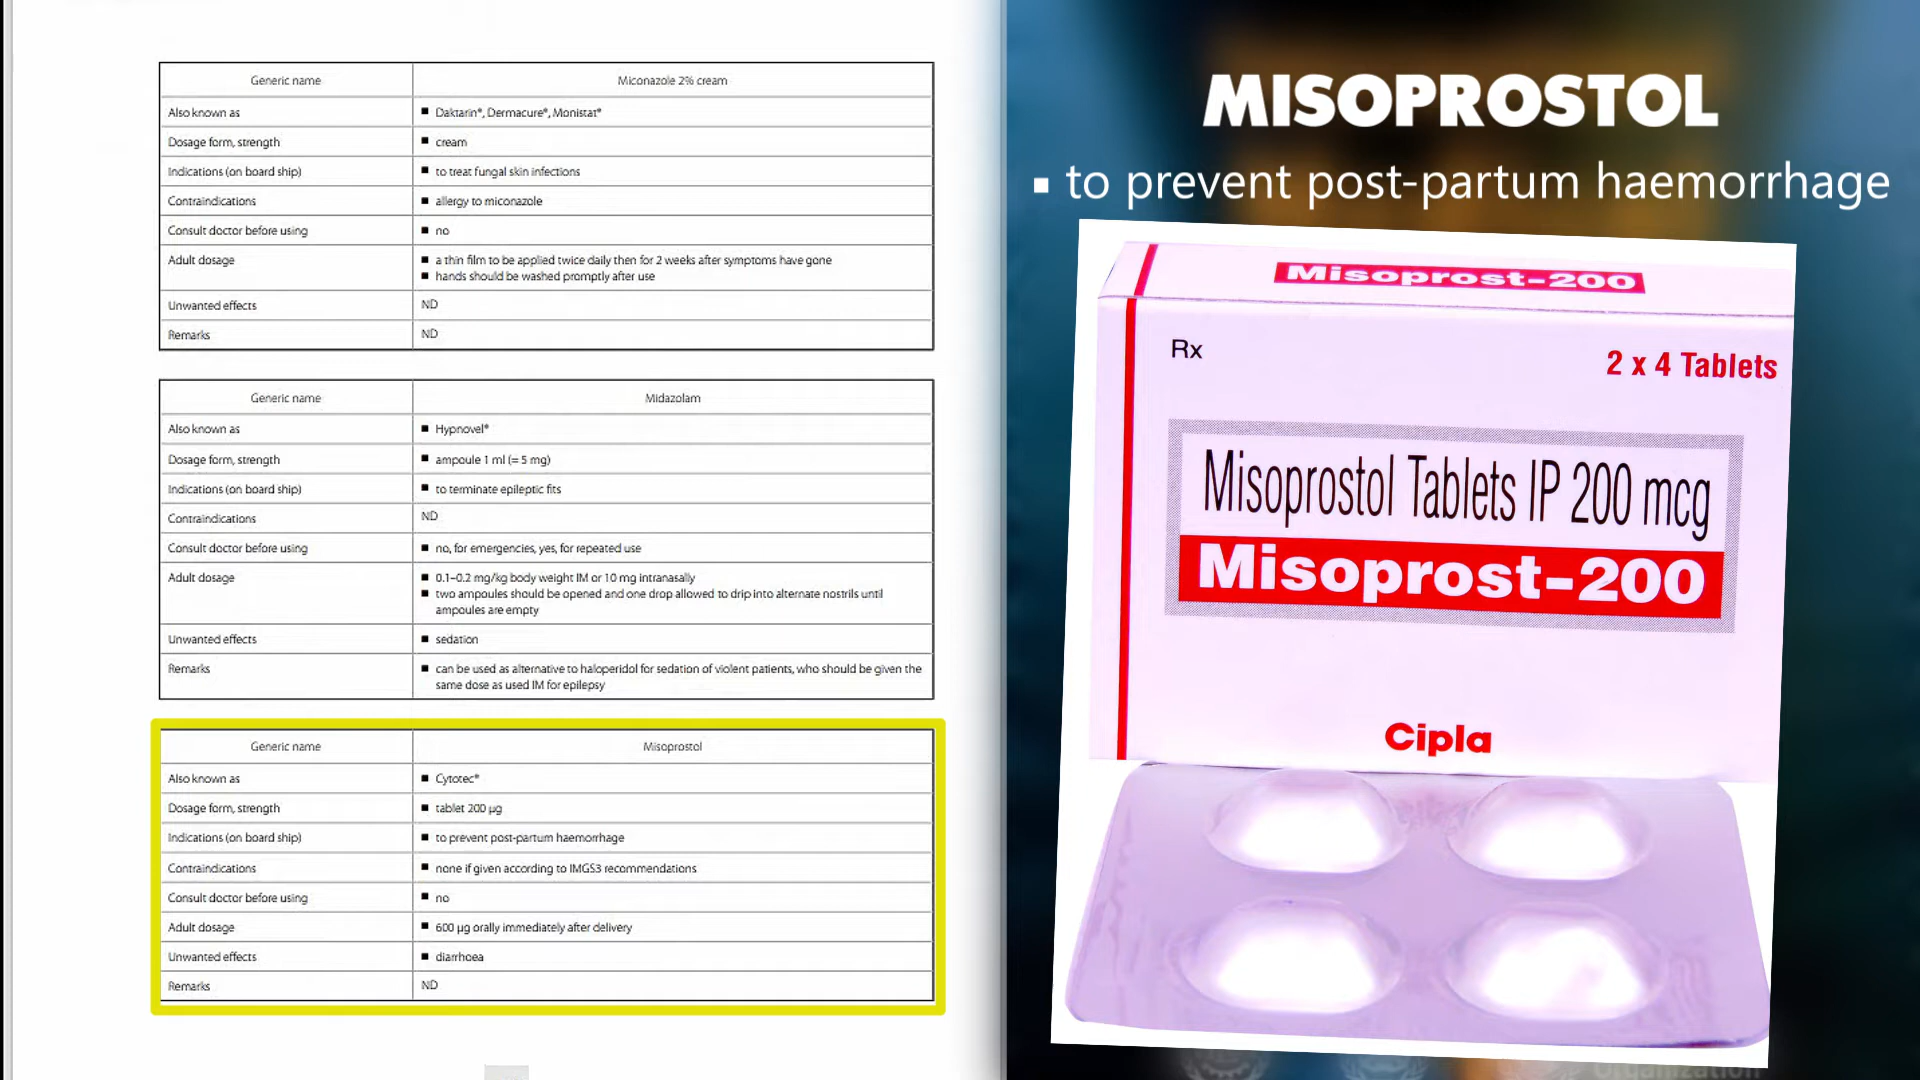 Generic name Miconazole 2% cream
Also known as ■ Daktarin®, Dermacure®, Monistat®
Dosage form, strength ■ cream
Indications (on board ship) ■ to treat fungal skin infections
Contraindications ■ allergy to miconazole
Consult doctor before using ■ no
Adult dosage ■ a thin film to be applied twice daily then for 2 weeks after symptoms have gone
■ hands should be washed promptly after use
Unwanted effects ND
Remarks ND
Generic name Midazolam
Also known as ■ Hypnovel®
Dosage form, strength ■ ampoule 1 ml (= 5 mg)
Indications (on board ship) ■ to terminate epileptic fits
Contraindications ND
Consult doctor before using ■ no, for emergencies, yes, for repeated use
Adult dosage ■ 0.1–0.2 mg/kg body weight IM or 10 mg intranasally
■ two ampoules should be opened and one drop allowed to drip into alternate nostrils until
ampoules are empty
Unwanted effects ■ sedation
Remarks ■ can be used as alternative to haloperidol for sedation of violent patients, who should be given the
same dose as used IM for epilepsy
Generic name Misoprostol
Also known as ■ Cytotec®
Dosage form, strength ■ tablet 200 µg
Indications (on board ship) ■ to prevent post-partum haemorrhage
Contraindications ■ none if given according to IMGS3 recommendations
Consult doctor before using ■ no
Adult dosage ■ 600 µg orally immediately after delivery
Unwanted effects ■ diarrhoea
Remarks ND
MISOPROSTOL
▪ to prevent post-partum haemorrhage
Misoprost-200
Rx
2 x 4 Tablets
Misoprostol Tablets IP 200 mcg
Misoprost-200
Cipla
Organization